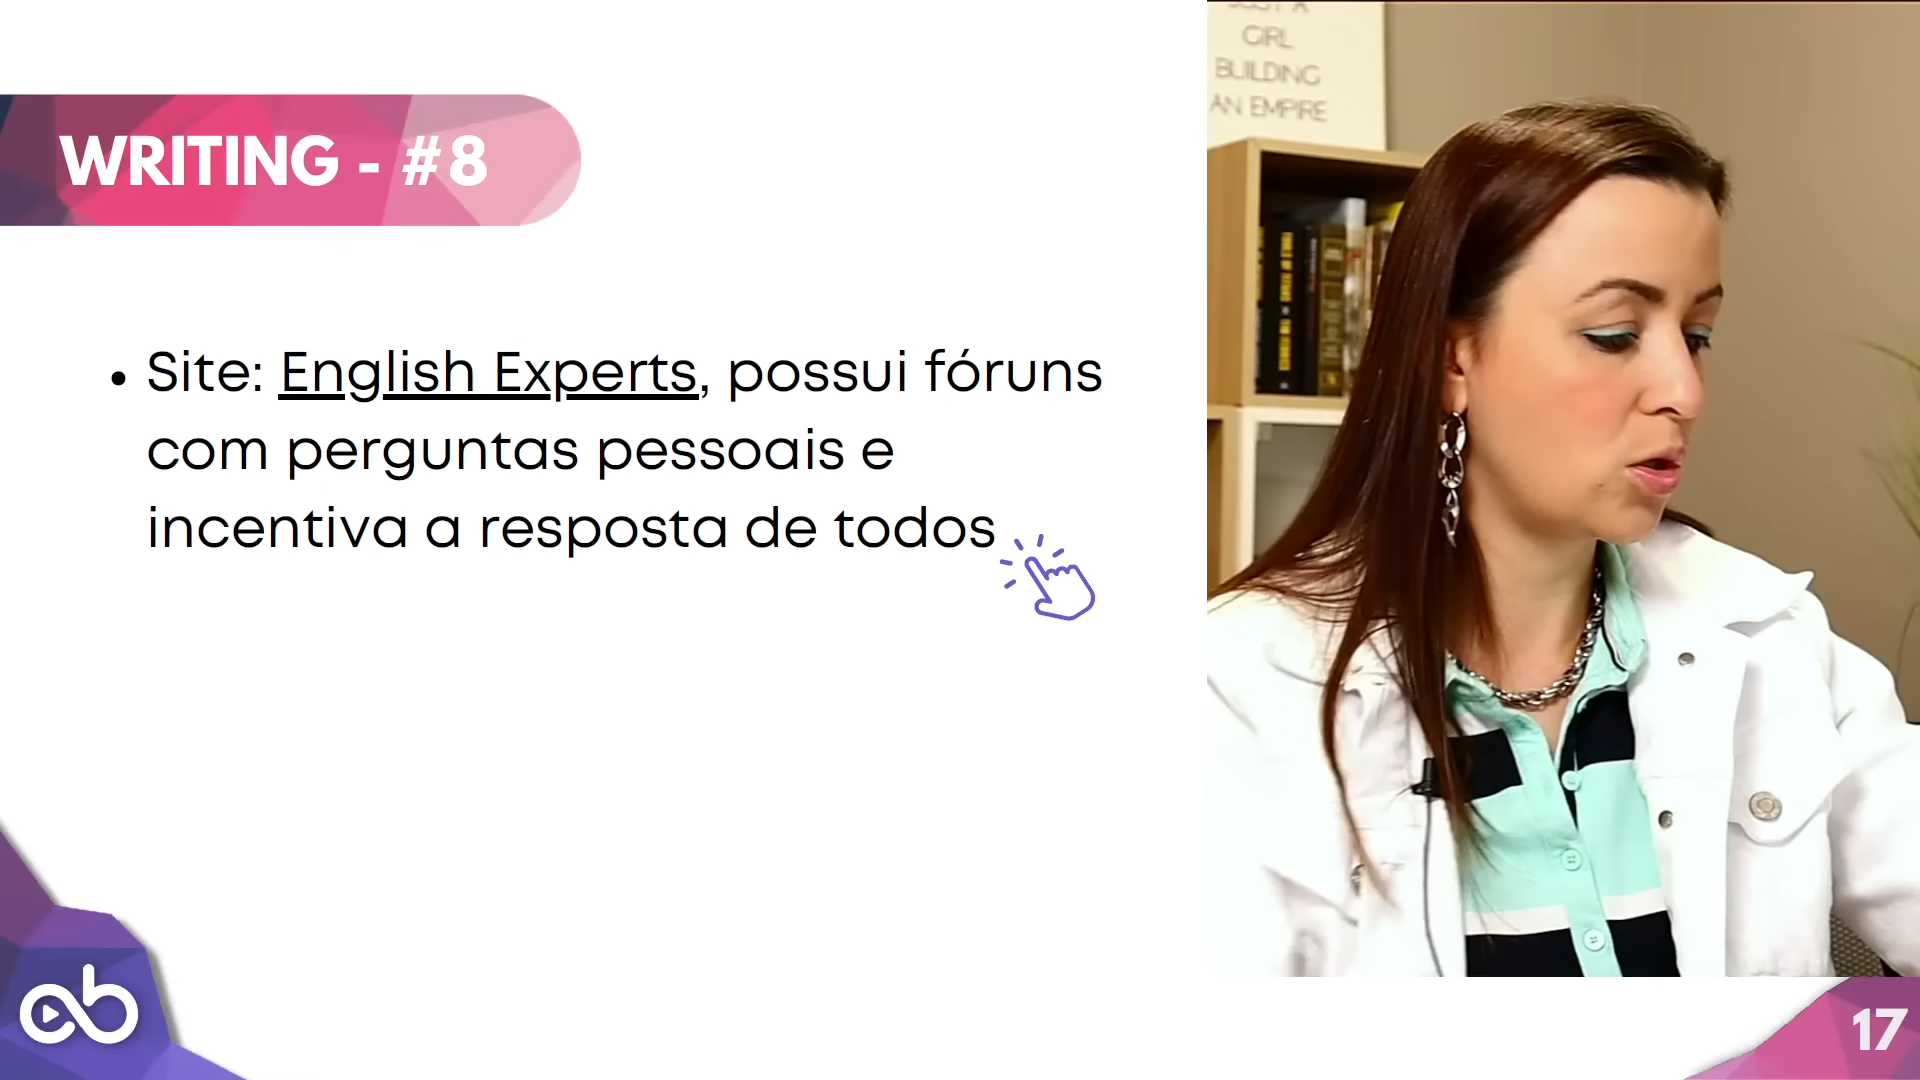 WRITING - #8
• Site: English Experts, possui fóruns
com perguntas pessoais e
incentiva a resposta de todos
GIRL
BUILDING
AN EMPIRE
17